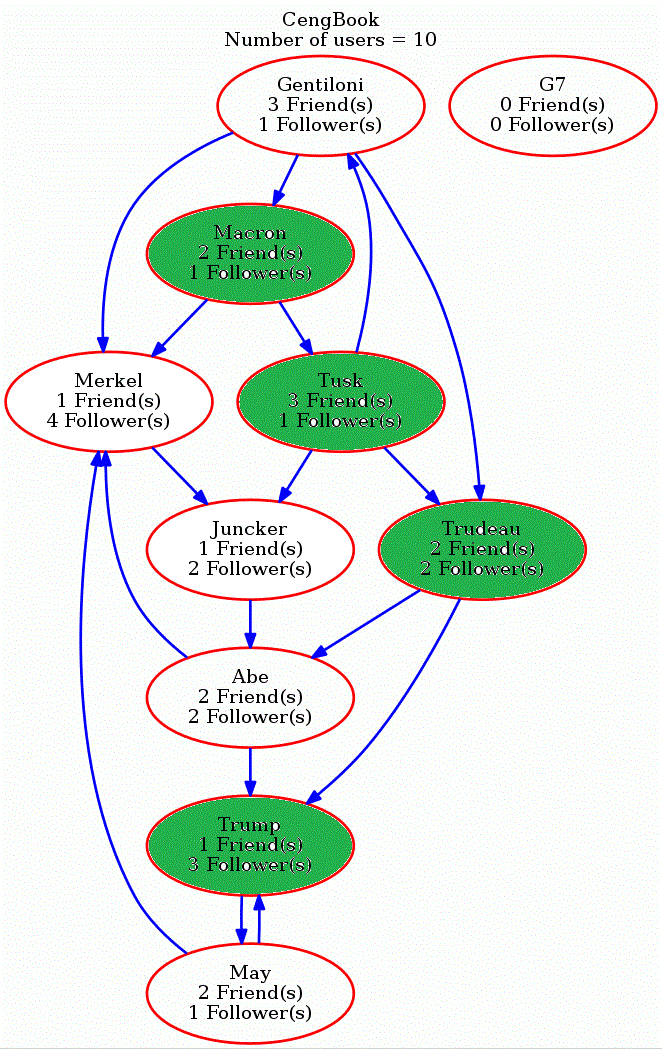 CengBook
Number of users = 10
Gentiloni
3 Friend(s)
1 Follower(s)
G7
0 Friend(s)
0 Follower(s)
Macron
2 Friend(s)
1 Follower(s)
Merkel
1 Friend(s)
4 Follower(s)
Tusk
3 Friend(s)
1 Follower(s)
Juncker
1 Friend(s)
2 Follower(s)
Trudeau
2 Friend(s)
2 Follower(s)
Abe
2 Friend(s)
2 Follower(s)
Trump
1 Friend(s)
3 Follower(s)
May
2 Friend(s)
1 Follower(s)